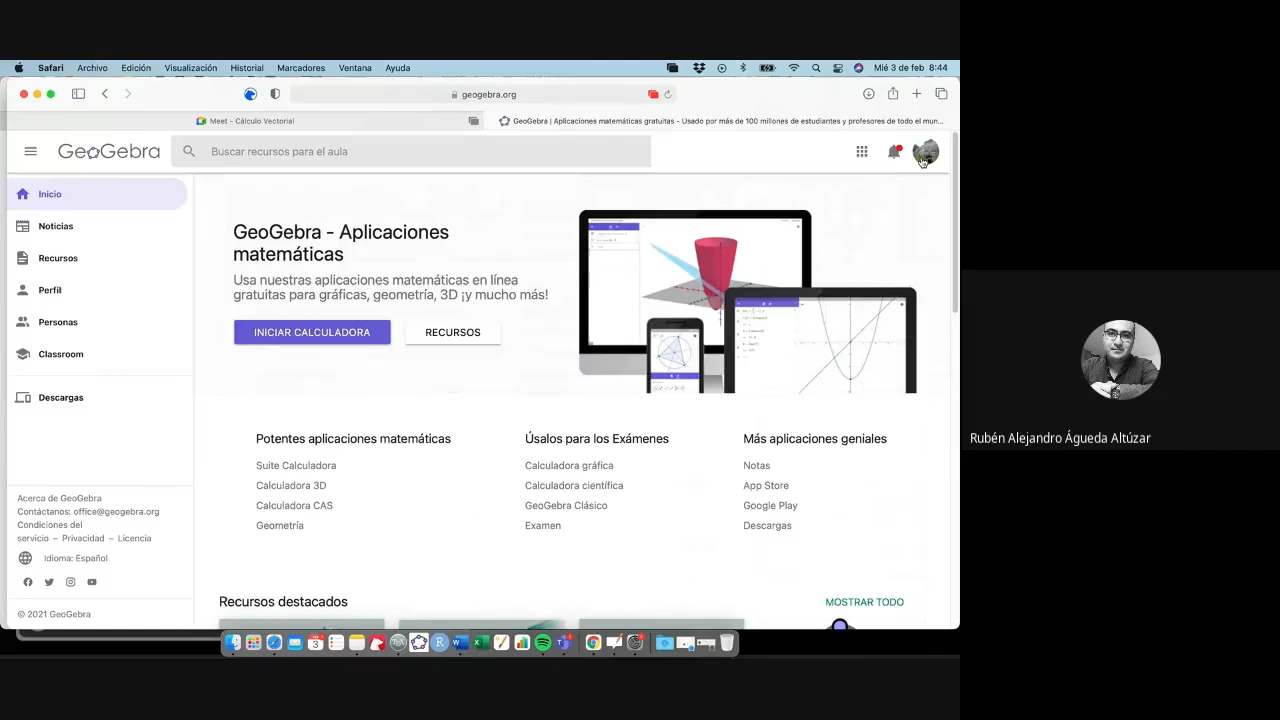 Safari Archivo Edición Visualización Historial Marcadores Ventana Ayuda Mié 3 de feb 8:44
geogebra.org
Meet - Cálculo Vectorial
GeoGebra | Aplicaciones matemáticas gratuitas - Usado por más de 100 millones de estudiantes y profesores de todo el mun...
GeoGebra
Buscar recursos para el aula
Inicio
Noticias
Recursos
Perfil
Personas
Classroom
Descargas
Acerca de GeoGebra
Contáctanos: office@geogebra.org
Condiciones del
servicio – Privacidad – Licencia
Idioma: Español
© 2021 GeoGebra
GeoGebra - Aplicaciones
matemáticas
Usa nuestras aplicaciones matemáticas en línea
gratuitas para gráficas, geometría, 3D ¡y mucho más!
INICIAR CALCULADORA
RECURSOS
Potentes aplicaciones matemáticas
Suite Calculadora
Calculadora 3D
Calculadora CAS
Geometría
Úsalos para los Exámenes
Calculadora gráfica
Calculadora científica
GeoGebra Clásico
Examen
Más aplicaciones geniales
Notas
App Store
Google Play
Descargas
Recursos destacados
MOSTRAR TODO
Rubén Alejandro Águeda Altúzar